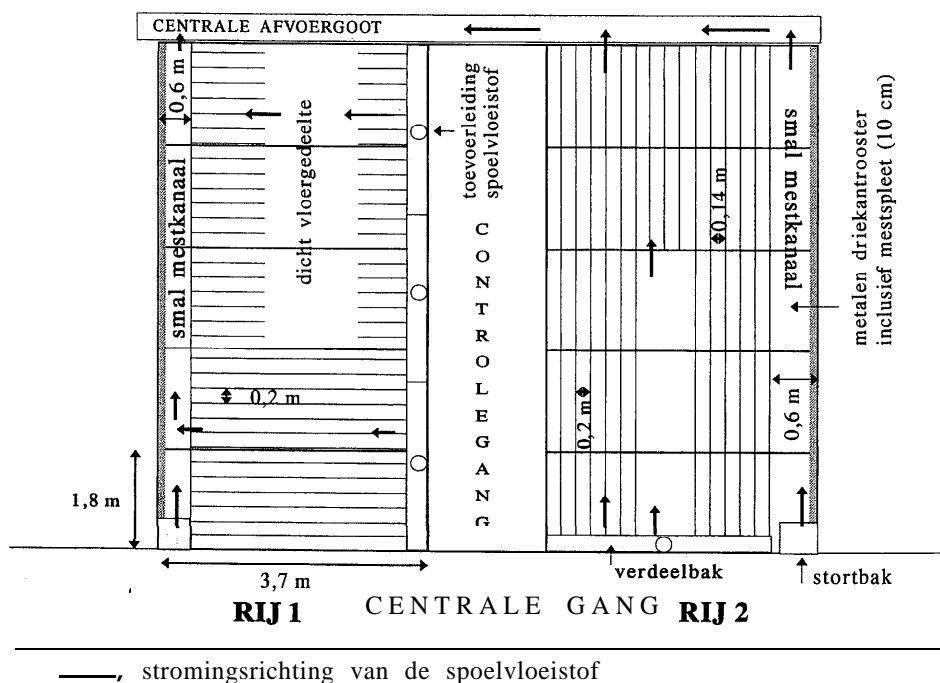 CENTRALE AFVOERGOOT
0,6 m
smal mestkanaal
dicht vloergedeelte
toevoerleiding
spoelvloeistof
CONTROLEGANG
0,14 m
smal mestkanaal
metalen driekantrooster
inclusief mestspleet (10 cm)
0,2 m
0,2 m
0,6 m
1,8 m
3,7 m
verdeelbak
stortbak
RIJ 1
CENTRALE GANG
RIJ 2
, stromingsrichting van de spoelvloeistof